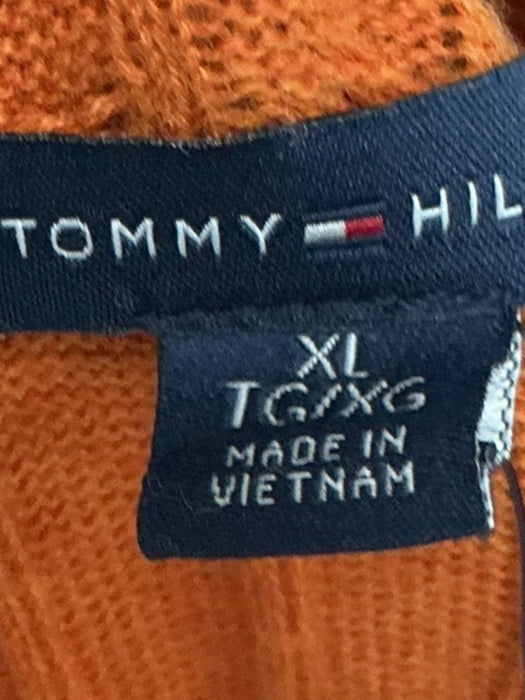 TOMMY HIL
XL
TG/XG
MADE IN
VIETNAM